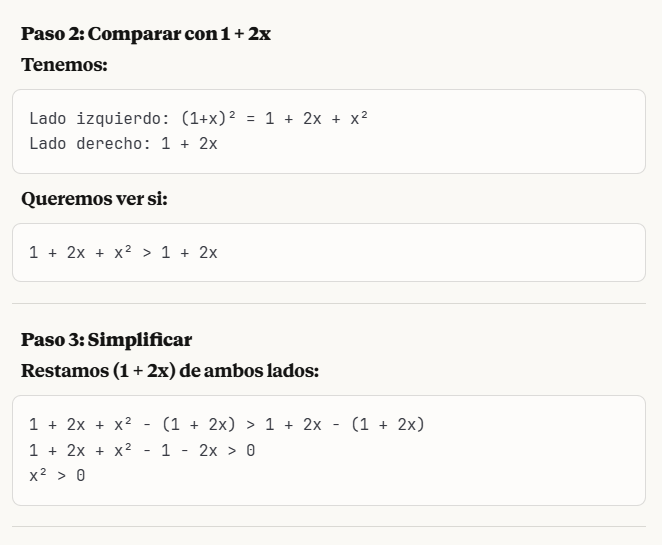 Paso 2: Comparar con 1 + 2x
Tenemos:
Lado izquierdo: (1+x)² = 1 + 2x + x²
Lado derecho: 1 + 2x
Queremos ver si:
1 + 2x + x² > 1 + 2x
Paso 3: Simplificar
Restamos (1 + 2x) de ambos lados:
1 + 2x + x² - (1 + 2x) > 1 + 2x - (1 + 2x)
1 + 2x + x² - 1 - 2x > 0
x² > 0